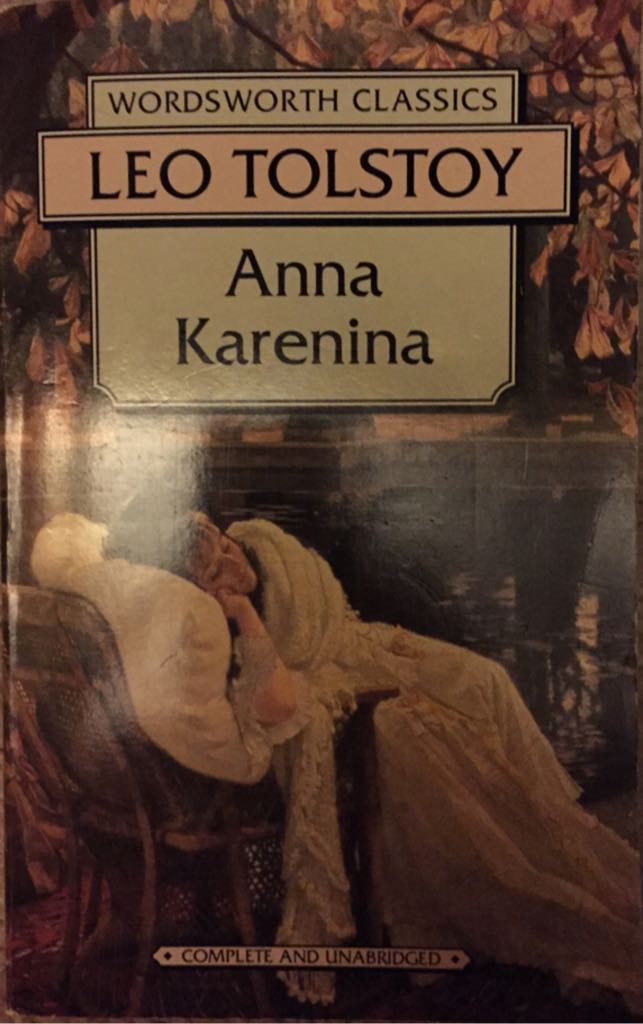 WORDSWORTH CLASSICS
LEO TOLSTOY
Anna
Karenina
• COMPLETE AND UNABRIDGED •